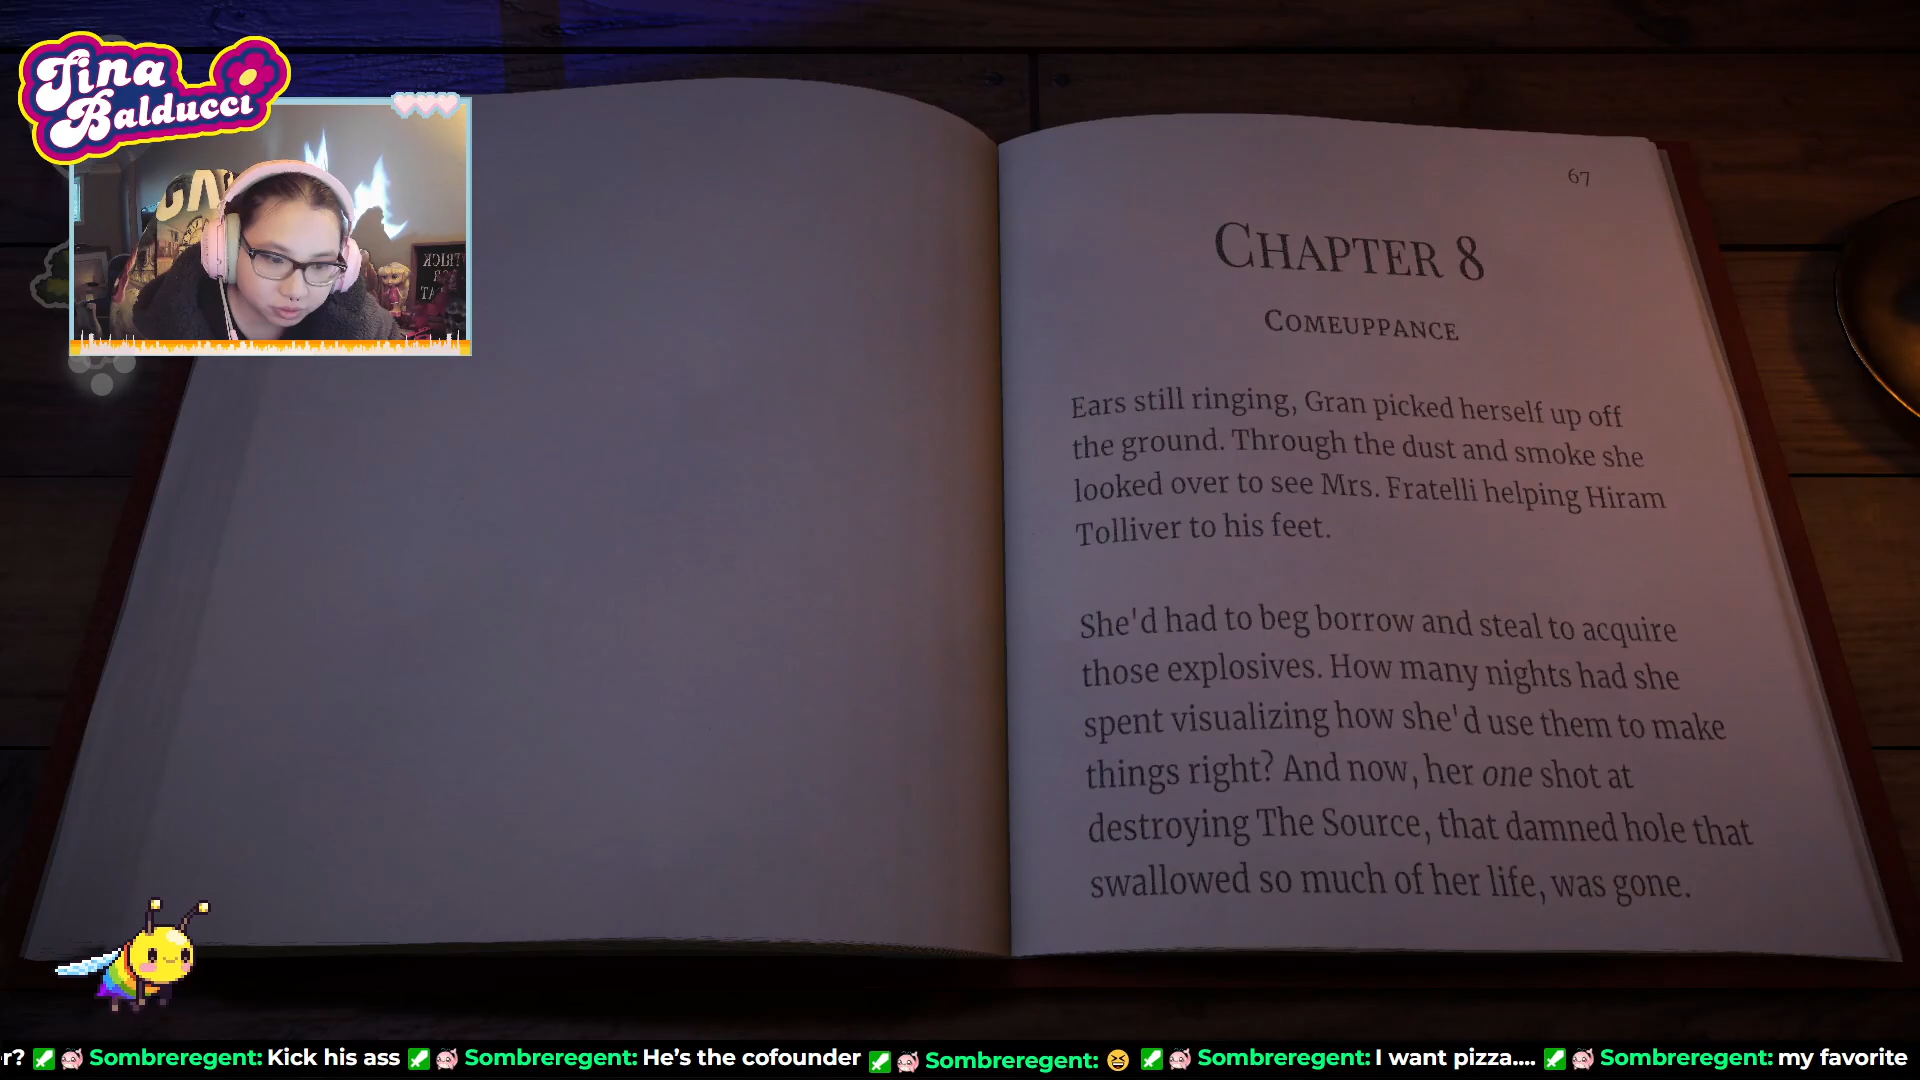 Tina
Balducci
TRICK
OR
67
CHAPTER 8
COMEUPPANCE
Ears still ringing, Gran picked herself up off
the ground. Through the dust and smoke she
looked over to see Mrs. Fratelli helping Hiram
Tolliver to his feet.
She'd had to beg borrow and steal to acquire
those explosives. How many nights had she
spent visualizing how she'd use them to make
things right? And now, her one shot at
destroying The Source, that damned hole that
swallowed so much of her life, was gone.
r? Sombreregent: Kick his ass Sombreregent: He's the cofounder Sombreregent: 😆 Sombreregent: I want pizza.... Sombreregent: my favorite